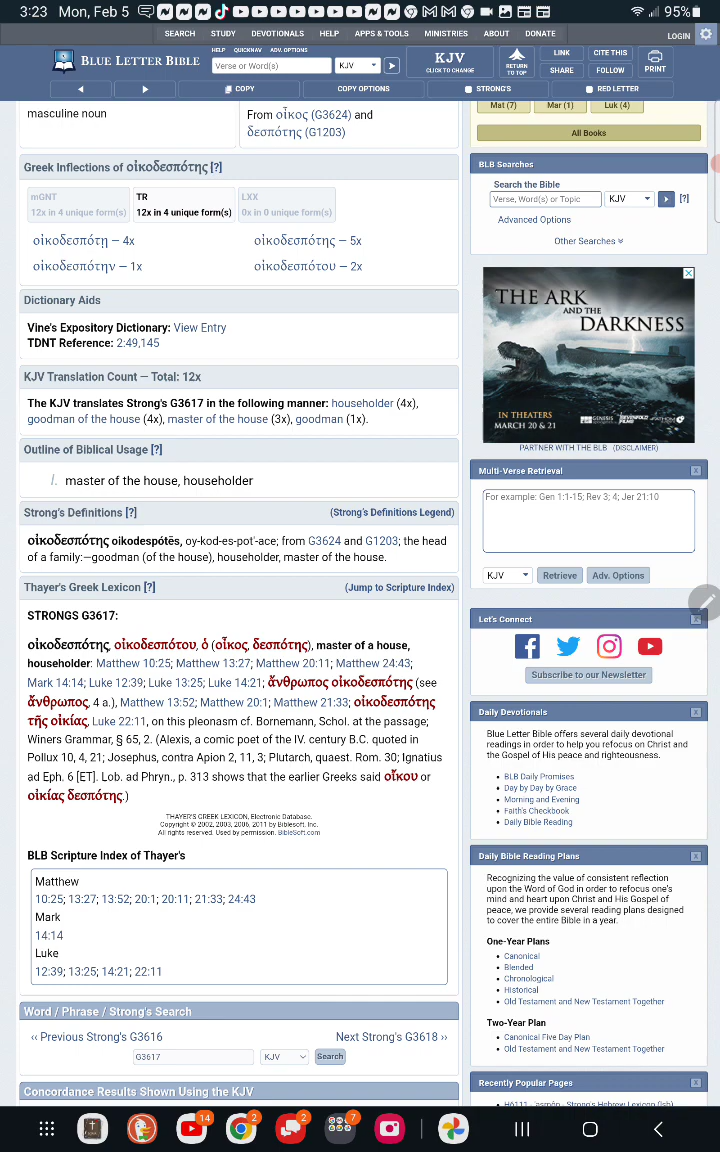 3:23 Mon, Feb 5
95%
SEARCH STUDY DEVOTIONALS HELP APPS & TOOLS MINISTRIES ABOUT DONATE
LOGIN
BLUE LETTER BIBLE
HELP QUICKNAV ADV. OPTIONS
Verse or Word(s) KJV
KJV
CLICK TO CHANGE
RETURN
TO TOP
LINK CITE THIS
SHARE FOLLOW
PRINT
COPY COPY OPTIONS STRONG'S RED LETTER
masculine noun
From οἶκος (G3624) and
δεσπότης (G1203)
Greek Inflections of οἰκοδεσπότης [?]
mGNT
12x in 4 unique form(s)
TR
12x in 4 unique form(s)
LXX
0x in 0 unique form(s)
οἰκοδεσπότῃ — 4x οἰκοδεσπότης — 5x
οἰκοδεσπότην — 1x οἰκοδεσπότου — 2x
Dictionary Aids
Vine's Expository Dictionary: View Entry
TDNT Reference: 2:49,145
KJV Translation Count — Total: 12x
The KJV translates Strong's G3617 in the following manner: householder (4x),
goodman of the house (4x), master of the house (3x), goodman (1x).
Outline of Biblical Usage [?]
I. master of the house, householder
Strong's Definitions [?] (Strong's Definitions Legend)
οἰκοδεσπότης oikodespótēs, oy-kod-es-pot'-ace; from G3624 and G1203; the head
of a family:—goodman (of the house), householder, master of the house.
Thayer's Greek Lexicon [?] (Jump to Scripture Index)
STRONGS G3617:
οἰκοδεσπότης, οἰκοδεσπότου, ὁ (οἶκος, δεσπότης), master of a house,
householder: Matthew 10:25; Matthew 13:27; Matthew 20:11; Matthew 24:43;
Mark 14:14; Luke 12:39; Luke 13:25; Luke 14:21; ἄνθρωπος οἰκοδεσπότης (see
ἄνθρωπος, 4 a.), Matthew 13:52; Matthew 20:1; Matthew 21:33; οἰκοδεσπότης
τῆς οἰκίας, Luke 22:11, on this pleonasm cf. Bornemann, Schol. at the passage;
Winers Grammar, § 65, 2. (Alexis, a comic poet of the IV. century B.C. quoted in
Pollux 10, 4, 21; Josephus, contra Apion 2, 11, 3; Plutarch, quaest. Rom. 30; Ignatius
ad Eph. 6 [ET]. Lob. ad Phryn., p. 313 shows that the earlier Greeks said οἴκου or
οἰκίας δεσπότης.)
THAYER'S GREEK LEXICON, Electronic Database.
Copyright © 2002, 2003, 2006, 2011 by Biblesoft, Inc.
All rights reserved. Used by permission. BibleSoft.com
BLB Scripture Index of Thayer's
Matthew
10:25; 13:27; 13:52; 20:1; 20:11; 21:33; 24:43
Mark
14:14
Luke
12:39; 13:25; 14:21; 22:11
Word / Phrase / Strong's Search
‹‹ Previous Strong's G3616 Next Strong's G3618 ››
G3617 KJV Search
Concordance Results Shown Using the KJV
Mat (7) Mar (1) Luk (4)
All Books
BLB Searches
Search the Bible
Verse, Word(s) or Topic KJV [?]
Advanced Options
Other Searches
THE ARK
AND THE
DARKNESS
IN THEATERS
MARCH 20 & 21
PARTNER WITH THE BLB (DISCLAIMER)
Multi-Verse Retrieval x
For example: Gen 1:1-15; Rev 3; 4; Jer 21:10
KJV Retrieve Adv. Options
Let's Connect x
Subscribe to our Newsletter
Daily Devotionals x
Blue Letter Bible offers several daily devotional
readings in order to help you refocus on Christ and
the Gospel of His peace and righteousness.
• BLB Daily Promises
• Day by Day by Grace
• Morning and Evening
• Faith's Checkbook
• Daily Bible Reading
Daily Bible Reading Plans x
Recognizing the value of consistent reflection
upon the Word of God in order to refocus one's
mind and heart upon Christ and His Gospel of
peace, we provide several reading plans designed
to cover the entire Bible in a year.
One-Year Plans
• Canonical
• Blended
• Chronological
• Historical
• Old Testament and New Testament Together
Two-Year Plan
• Canonical Five Day Plan
• Old Testament and New Testament Together
Recently Popular Pages x
14 2 2 7